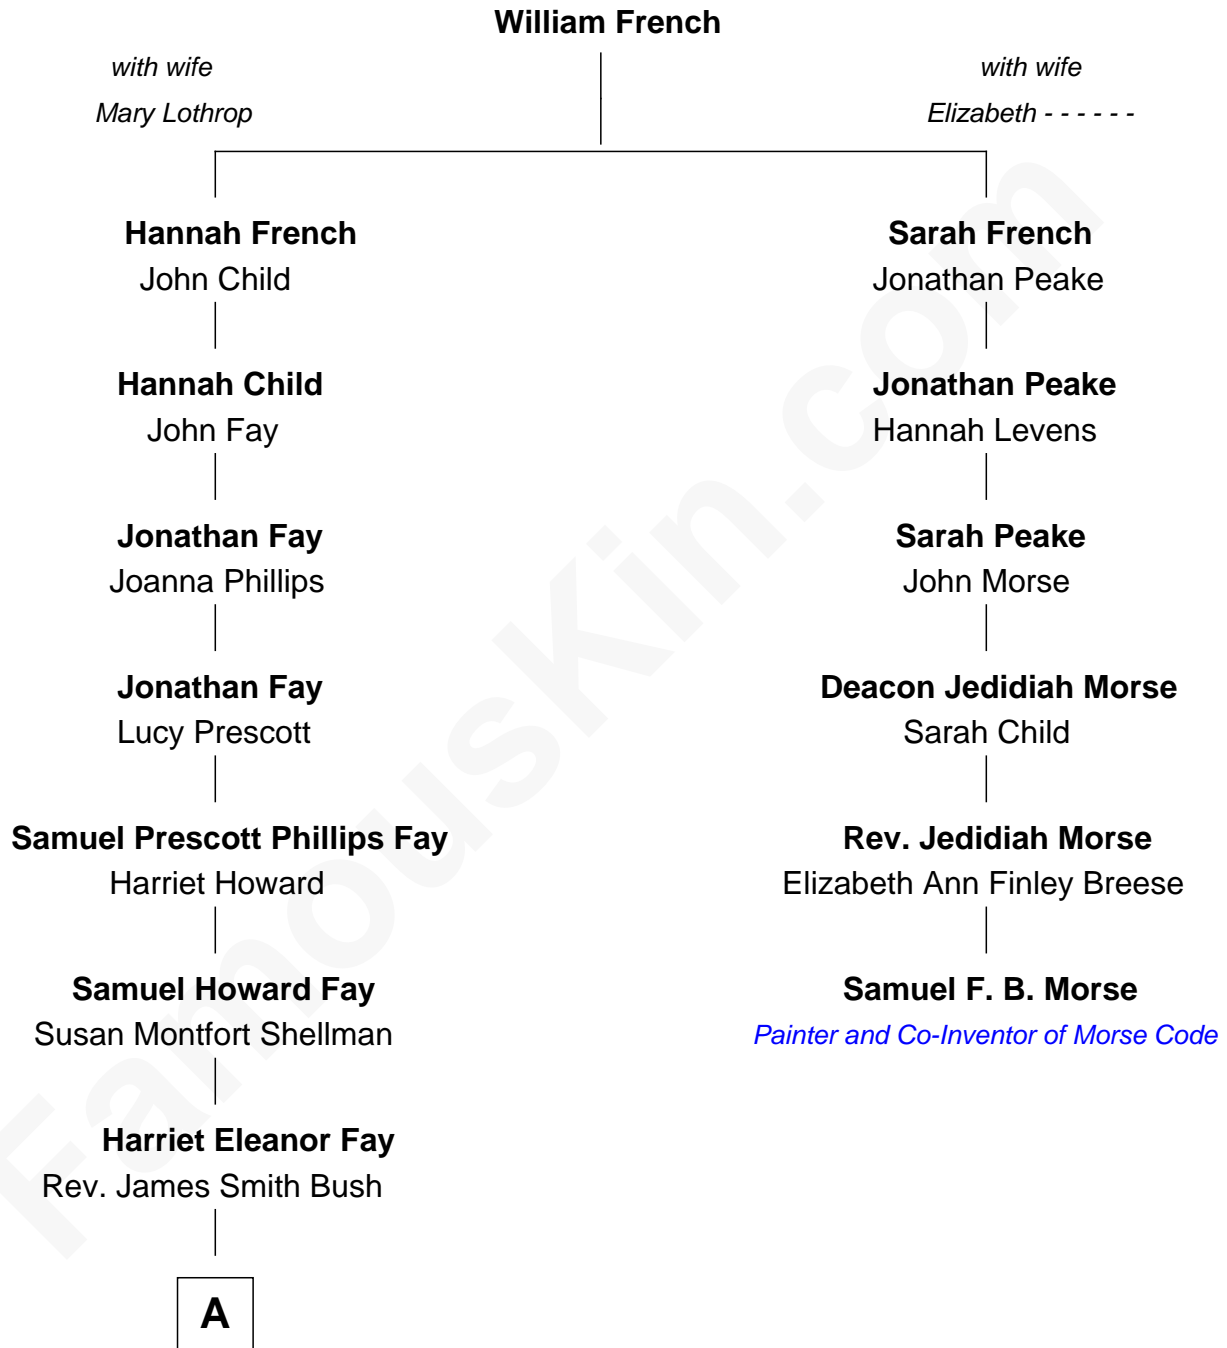 William French
with wife
Mary Lothrop
with wife
Elizabeth - - - - - -
Hannah French
John Child
Sarah French
Jonathan Peake
Hannah Child
John Fay
Jonathan Peake
Hannah Levens
Jonathan Fay
Joanna Phillips
Sarah Peake
John Morse
Jonathan Fay
Lucy Prescott
Deacon Jedidiah Morse
Sarah Child
Samuel Prescott Phillips Fay
Harriet Howard
Rev. Jedidiah Morse
Elizabeth Ann Finley Breese
Samuel Howard Fay
Susan Montfort Shellman
Samuel F. B. Morse
Painter and Co-Inventor of Morse Code
Harriet Eleanor Fay
Rev. James Smith Bush
A
FamousKin.com